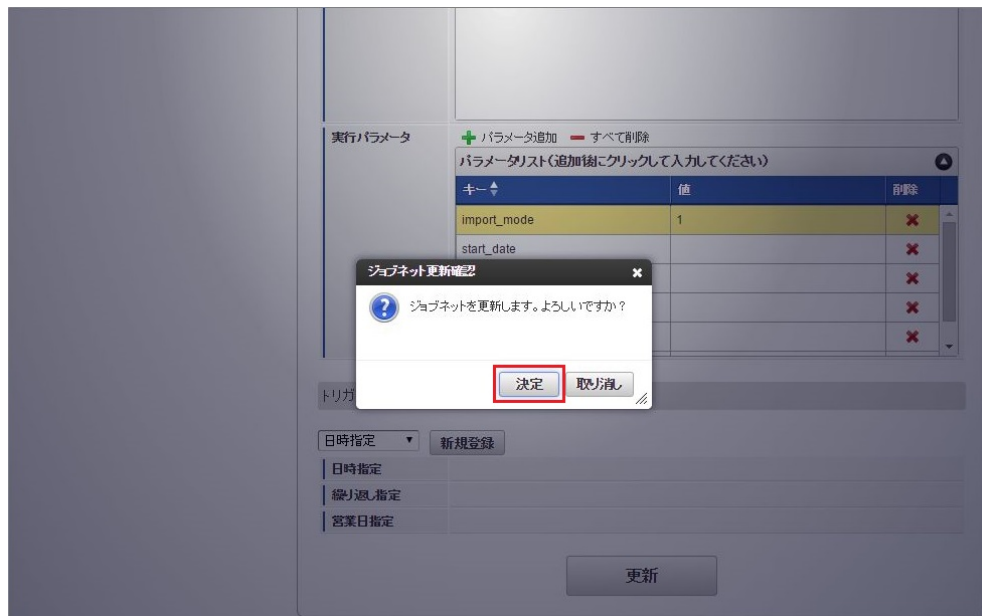 実行パラメータ
パラメータ追加 すべて削除
パラメータリスト(追加後にクリックして入力してください)
キー 値 削除
import_mode 1
start_date
ジョブネット更新確認
ジョブネットを更新します。よろしいですか?
決定 取り消し
トリガ
日時指定 新規登録
日時指定
繰り返し指定
営業日指定
更新